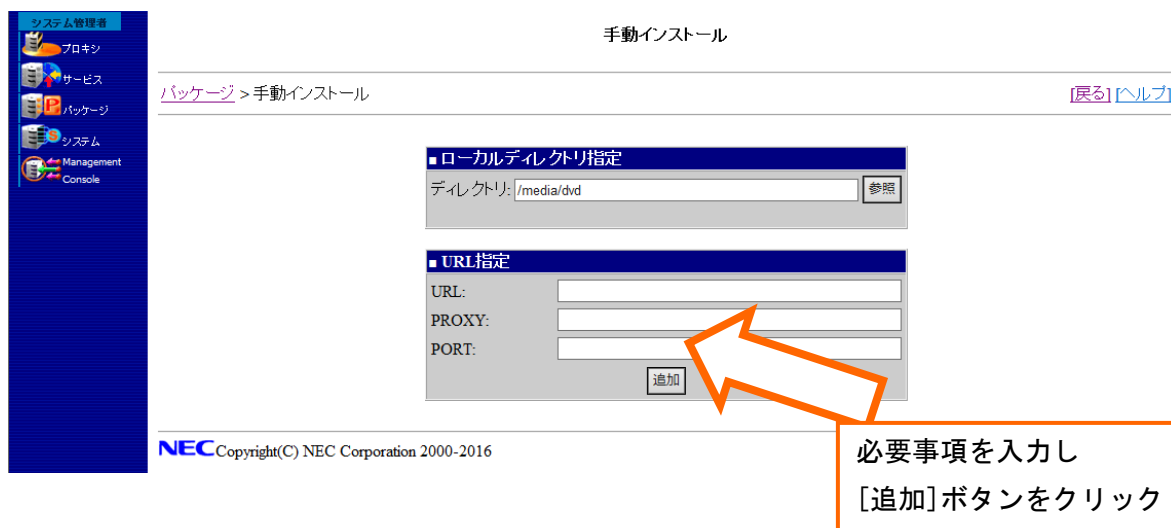 システム管理者
プロキシ
サービス
パッケージ
システム
Management
Console
手動インストール
パッケージ > 手動インストール
[戻る] [ヘルプ]
■ローカルディレクトリ指定
ディレクトリ: /media/dvd 参照
■URL指定
URL:
PROXY:
PORT:
追加
NEC Copyright(C) NEC Corporation 2000-2016
必要事項を入力し
[追加]ボタンをクリック